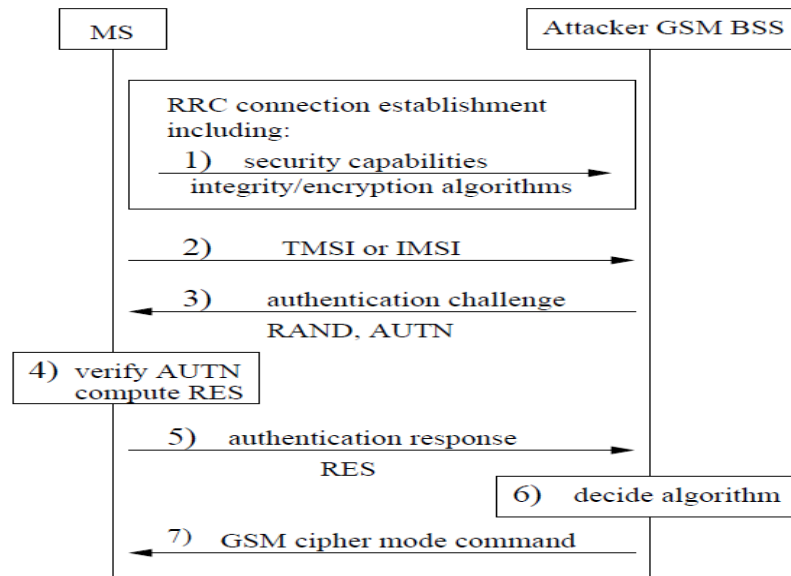 MS
Attacker GSM BSS
RRC connection establishment
including:
1) security capabilities
integrity/encryption algorithms
2) TMSI or IMSI
3) authentication challenge
RAND, AUTN
4) verify AUTN
compute RES
5) authentication response
RES
6) decide algorithm
7) GSM cipher mode command